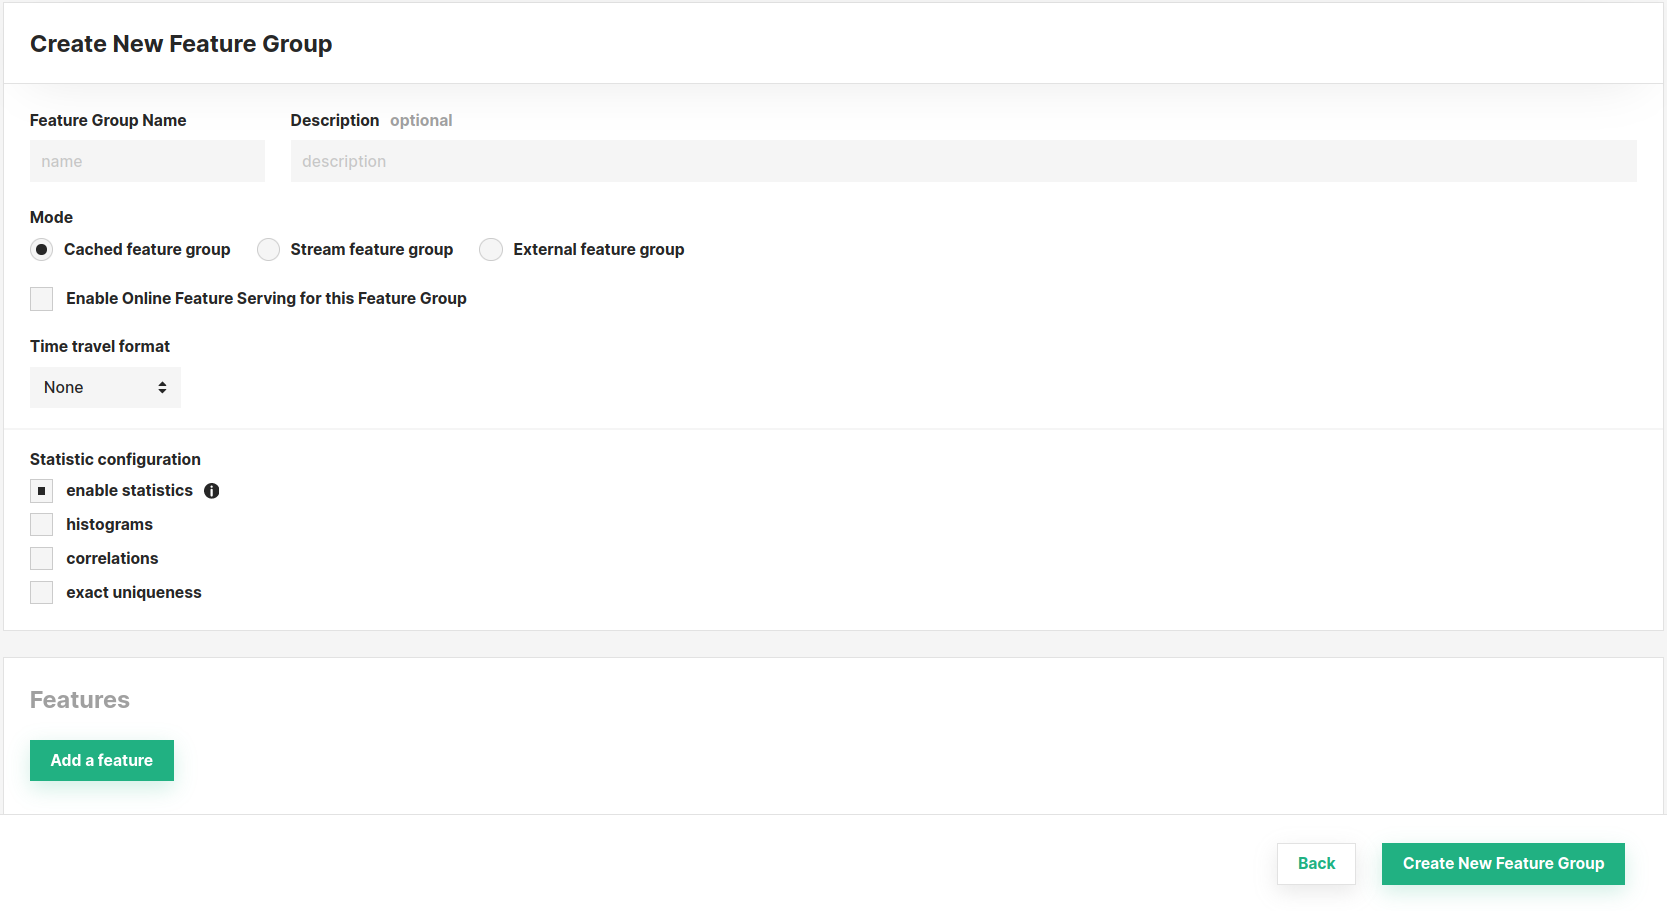 Create New Feature Group
Feature Group Name
Description optional
name
description
Mode
Cached feature group
Stream feature group
External feature group
Enable Online Feature Serving for this Feature Group
Time travel format
None
Statistic configuration
enable statistics
histograms
correlations
exact uniqueness
Features
Add a feature
Back
Create New Feature Group